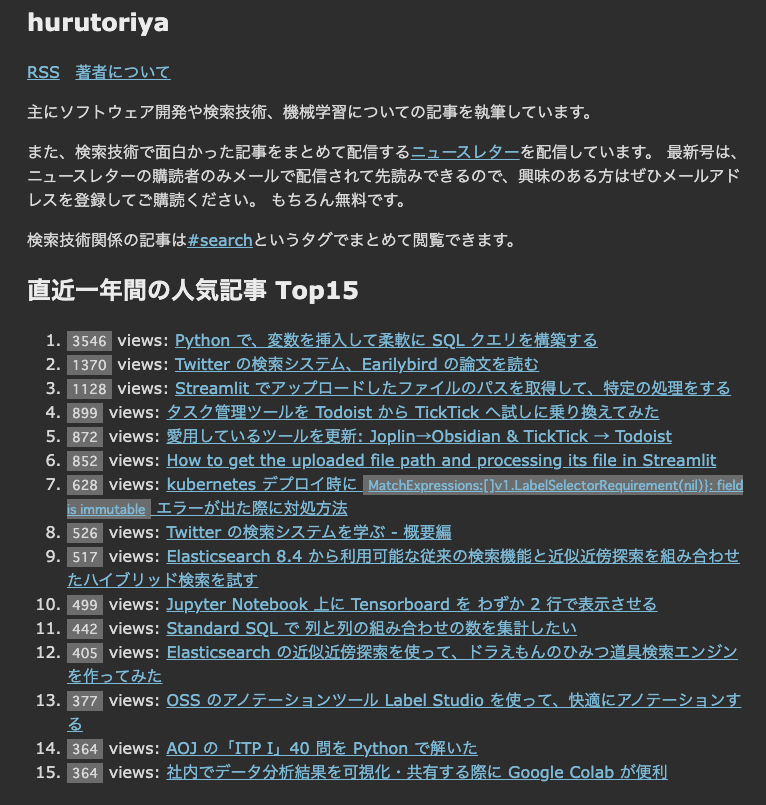 hurutoriya
RSS 著者について
主にソフトウェア開発や検索技術、機械学習についての記事を執筆しています。
また、検索技術で面白かった記事をまとめて配信するニュースレターを配信しています。 最新号は、
ニュースレターの購読者のみメールで配信されて先読みできるので、興味のある方はぜひメールアド
レスを登録してご購読ください。 もちろん無料です。
検索技術関係の記事は#searchというタグでまとめて閲覧できます。
直近一年間の人気記事 Top15
1. 3546 views: Python で、変数を挿入して柔軟に SQL クエリを構築する
2. 1370 views: Twitter の検索システム、Earilybird の論文を読む
3. 1128 views: Streamlit でアップロードしたファイルのパスを取得して、特定の処理をする
4. 899 views: タスク管理ツールを Todoist から TickTick へ試しに乗り換えてみた
5. 872 views: 愛用しているツールを更新: Joplin→Obsidian & TickTick → Todoist
6. 852 views: How to get the uploaded file path and processing its file in Streamlit
7. 628 views: kubernetes デプロイ時に MatchExpressions:[]v1.LabelSelectorRequirement(nil)}: field
is immutable エラーが出た際に対処方法
8. 526 views: Twitter の検索システムを学ぶ - 概要編
9. 517 views: Elasticsearch 8.4 から利用可能な従来の検索機能と近似近傍探索を組み合わせ
たハイブリッド検索を試す
10. 499 views: Jupyter Notebook 上に Tensorboard を わずか 2 行で表示させる
11. 442 views: Standard SQL で 列と列の組み合わせの数を集計したい
12. 405 views: Elasticsearch の近似近傍探索を使って、ドラえもんのひみつ道具検索エンジン
を作ってみた
13. 377 views: OSS のアノテーションツール Label Studio を使って、快適にアノテーションす
る
14. 364 views: AOJ の「ITP I」40 問を Python で解いた
15. 364 views: 社内でデータ分析結果を可視化・共有する際に Google Colab が便利